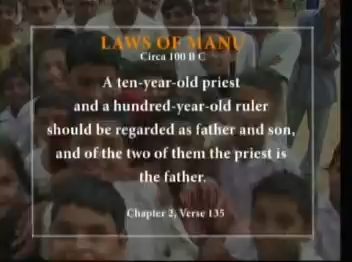 LAWS OF MANU
Circa 100 B C
A ten-year-old priest
and a hundred-year-old ruler
should be regarded as father and son,
and of the two of them the priest is
the father.
Chapter 2, Verse 135